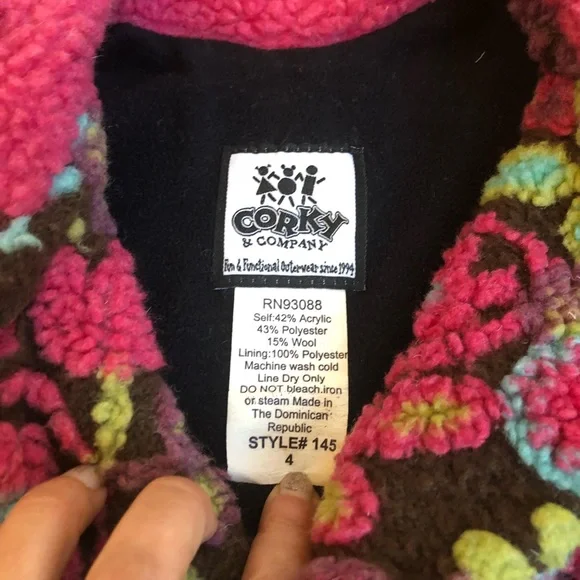 CORKY
& COMPANY
Fun & Functional Outerwear since 1994
RN93088
Self:42% Acrylic
43% Polyester
15% Wool
Lining:100% Polyester
Machine wash cold
Line Dry Only
DO NOT bleach.iron
or steam Made in
The Dominican
Republic
STYLE# 145
4